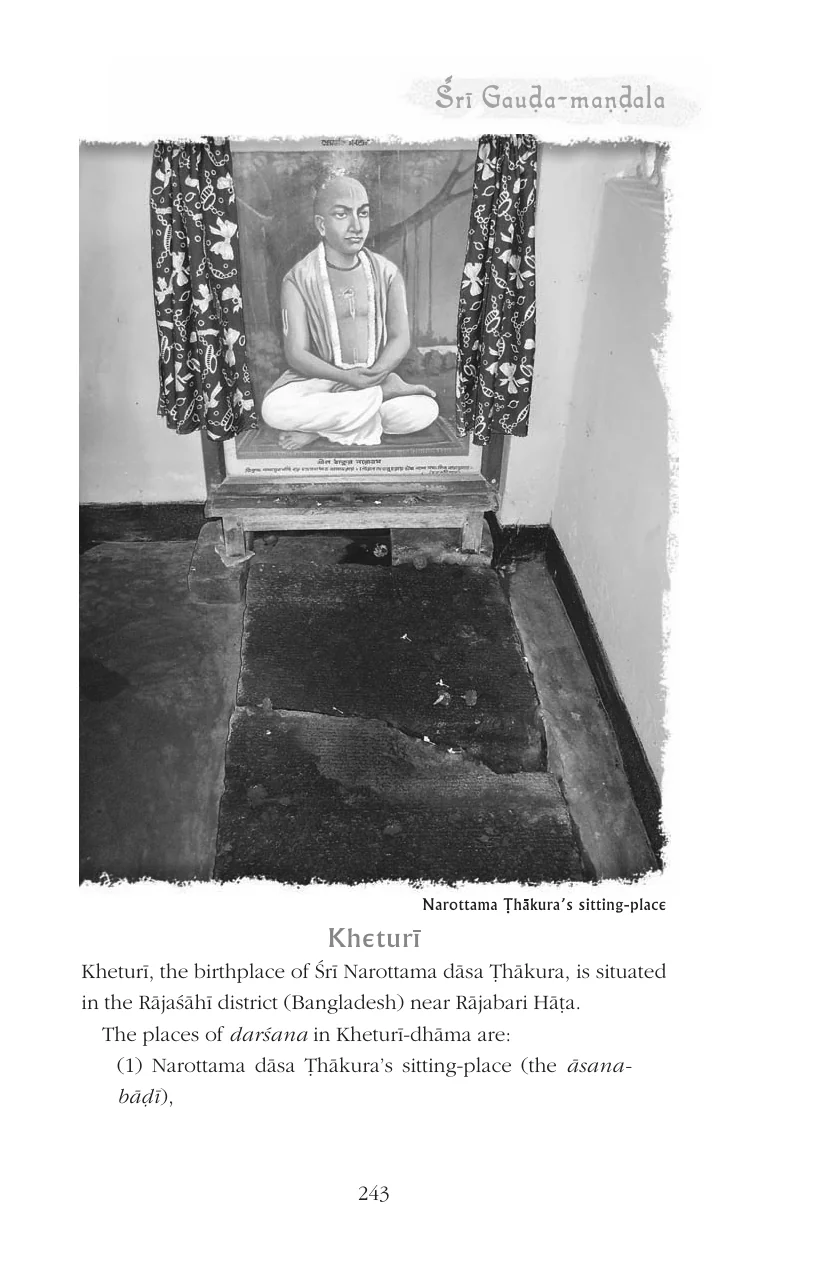 Śrī Gauḍa-maṇḍala
Narottama Ṭhākura's sitting-place
Kheturī
Kheturī, the birthplace of Śrī Narottama dāsa Ṭhākura, is situated
in the Rājaśāhī district (Bangladesh) near Rājabari Hāṭa.
The places of darśana in Kheturī-dhāma are:
(1) Narottama dāsa Ṭhākura’s sitting-place (the āsana-
bāḍī),
243